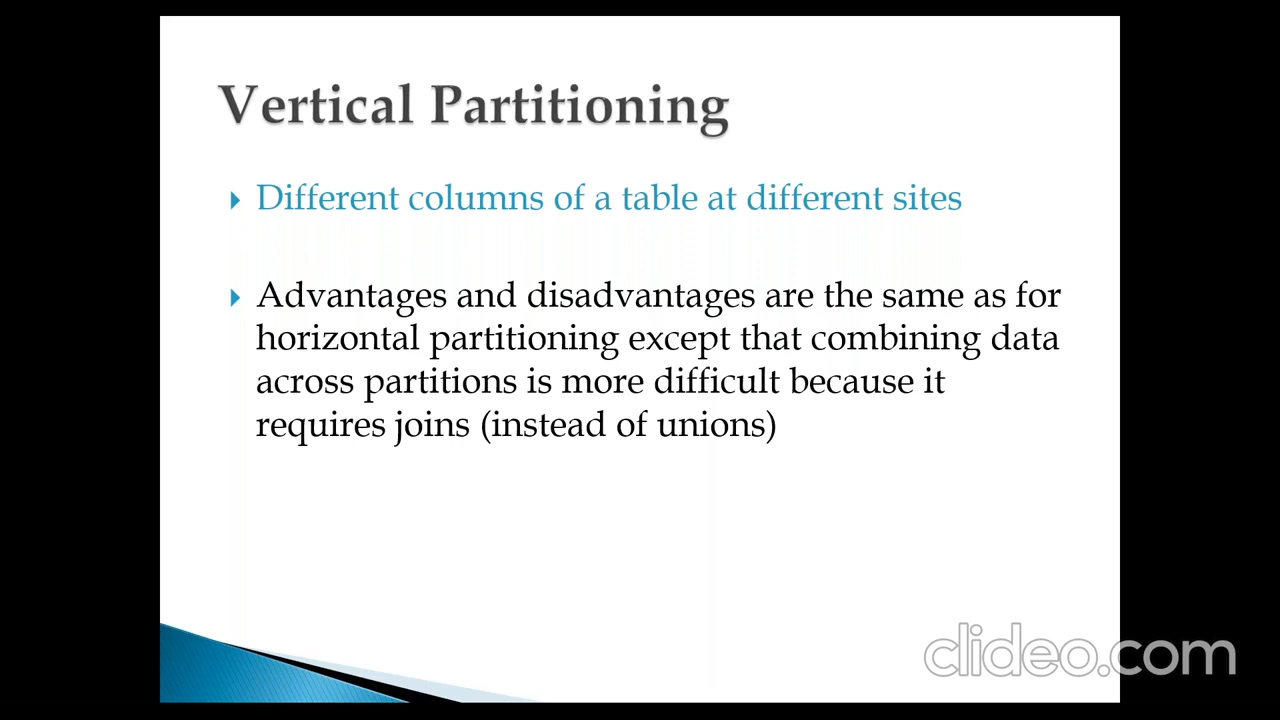 Vertical Partitioning
Different columns of a table at different sites
Advantages and disadvantages are the same as for
horizontal partitioning except that combining data
across partitions is more difficult because it
requires joins (instead of unions)
clideo.com